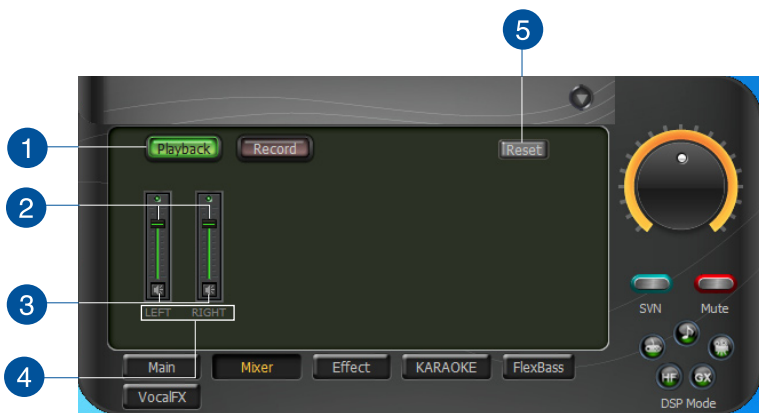 5
1
Playback
Record
Reset
2
3
LEFT
RIGHT
SVN
Mute
4
Main
Mixer
Effect
KARAOKE
FlexBass
HF
GX
VocalFX
DSP Mode